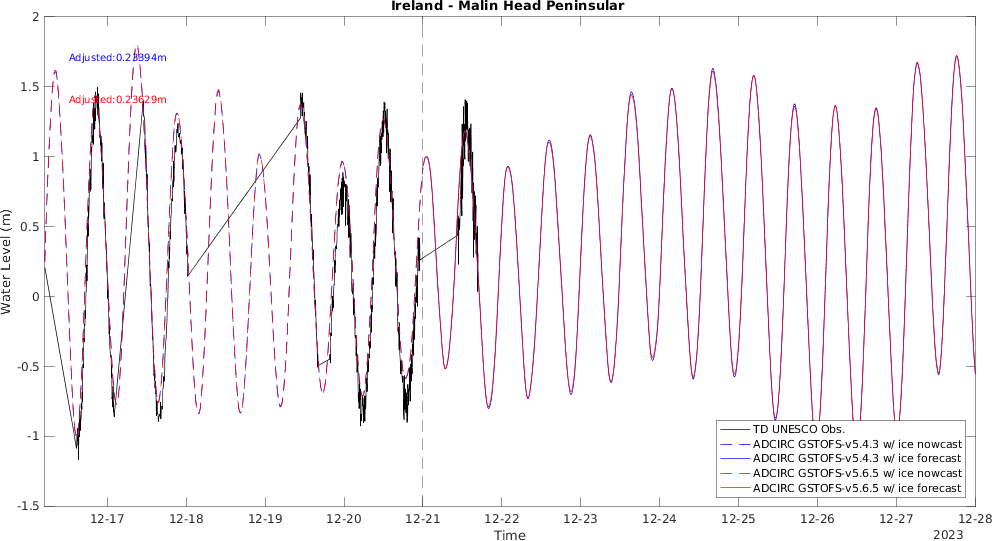 Ireland - Malin Head Peninsular
Adjusted:0.23394m
Adjusted:0.23629m
Water Level (m)
2
1.5
1
0.5
0
-0.5
-1
-1.5
12-17 12-18 12-19 12-20 12-21 12-22 12-23 12-24 12-25 12-26 12-27 12-28
Time
2023
TD UNESCO Obs.
ADCIRC GSTOFS-v5.4.3 w/ ice nowcast
ADCIRC GSTOFS-v5.4.3 w/ ice forecast
ADCIRC GSTOFS-v5.6.5 w/ ice nowcast
ADCIRC GSTOFS-v5.6.5 w/ ice forecast